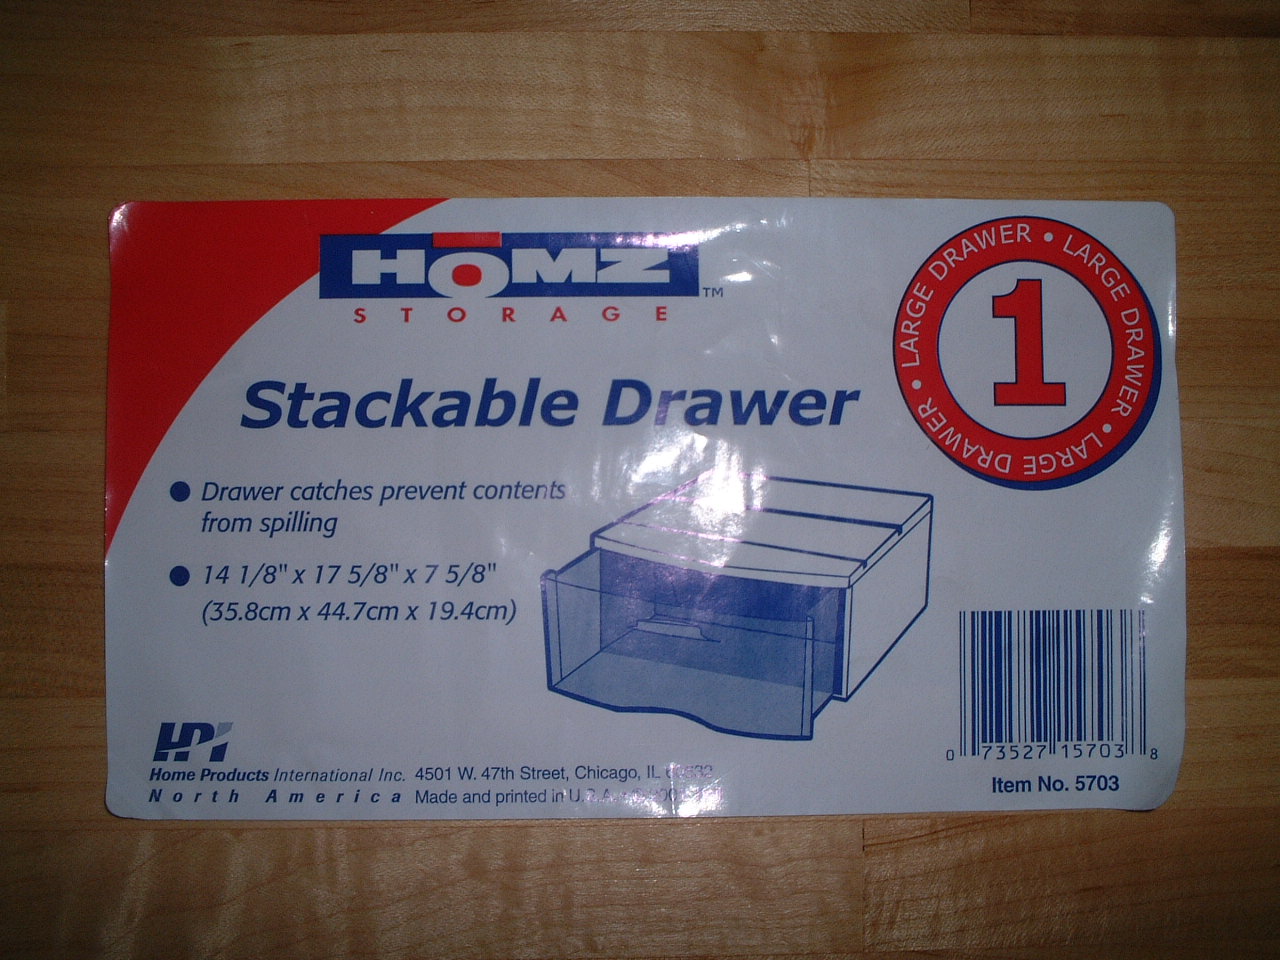 HOMZ
TM
STORAGE
LARGE DRAWER • LARGE DRAWER • LARGE DRAWER •
1
Stackable Drawer
● Drawer catches prevent contents
from spilling
● 14 1/8" x 17 5/8" x 7 5/8"
(35.8cm x 44.7cm x 19.4cm)
0 73527 15703 8
Item No. 5703
HPI
Home Products International Inc. 4501 W. 47th Street, Chicago, IL
North America Made and printed in U.S.A.